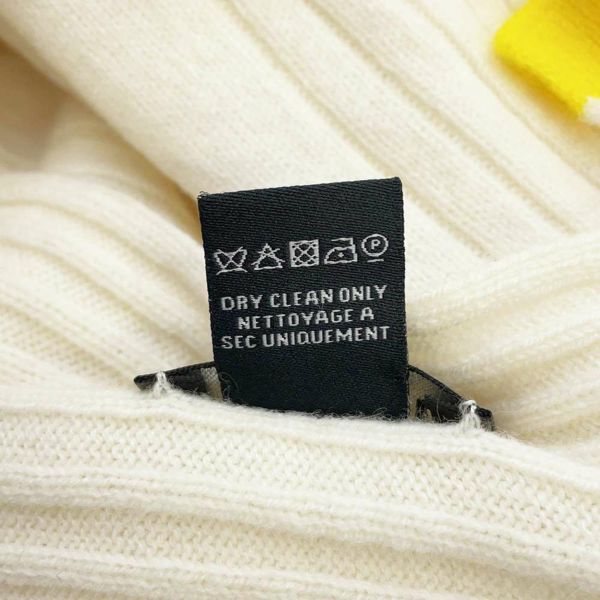 P
DRY CLEAN ONLY
NETTOYAGE A
SEC UNIQUEMENT